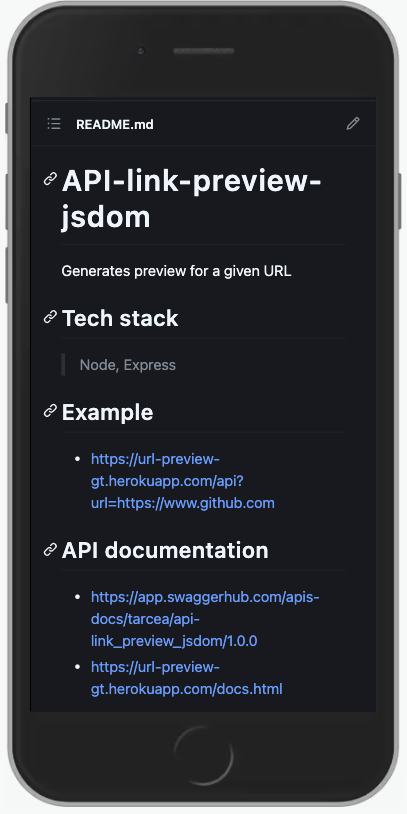 README.md
API-link-preview-
jsdom
Generates preview for a given URL
Tech stack
Node, Express
Example
https://url-preview-
gt.herokuapp.com/api?
url=https://www.github.com
API documentation
https://app.swaggerhub.com/apis-
docs/tarcea/api-
link_preview_jsdom/1.0.0
https://url-preview-
gt.herokuapp.com/docs.html